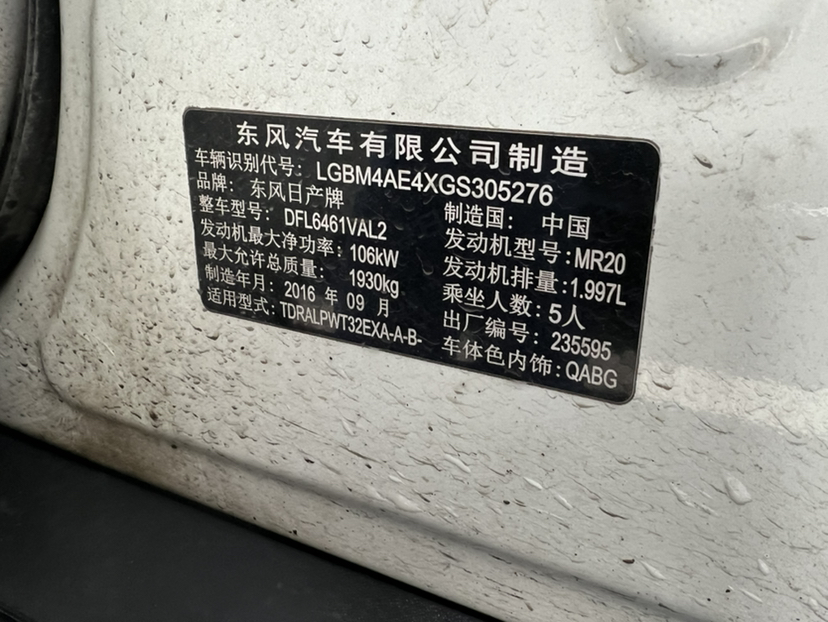 东风汽车有限公司制造
车辆识别代号: LGBM4AE4XGS305276
品牌: 东风日产牌 制造国: 中国
整车型号: DFL6461VAL2 发动机型号: MR20
发动机最大净功率: 106kW 发动机排量: 1.997L
最大允许总质量: 1930kg 乘坐人数: 5人
制造年月: 2016 年 09 月 出厂编号: 235595
适用型式: TDRALPWT32EXA-A-B- 车体色内饰: QABG